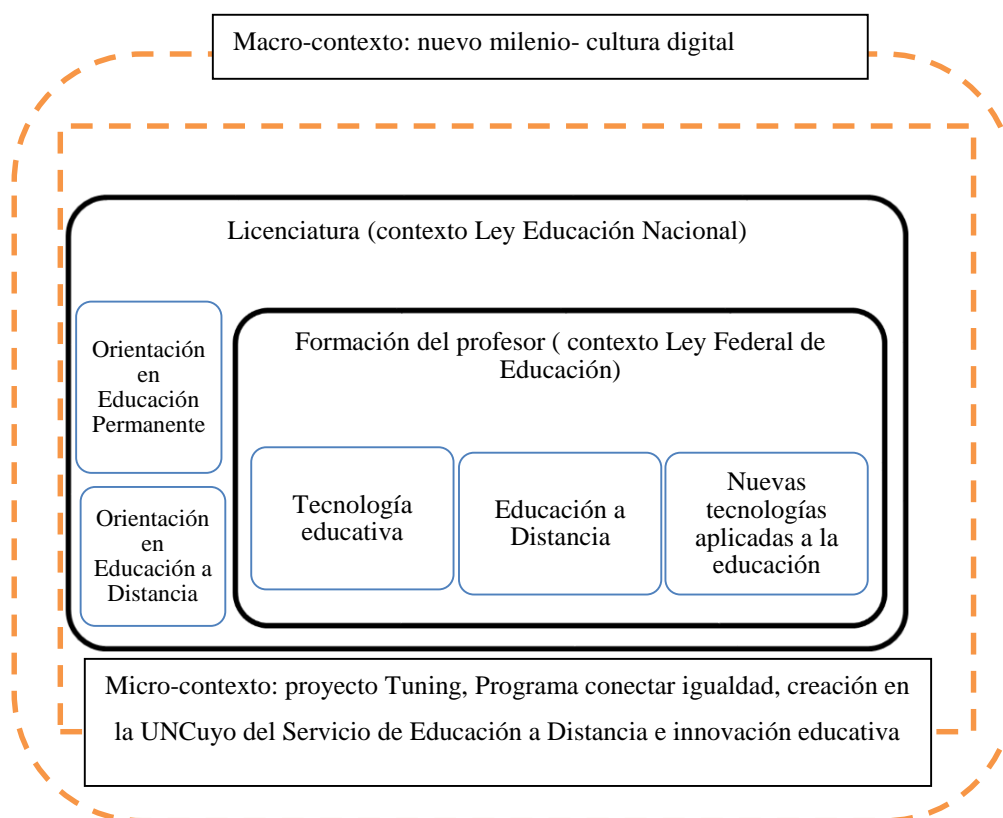 Macro-contexto: nuevo milenio- cultura digital
Licenciatura (contexto Ley Educación Nacional)
Orientación
en
Educación
Permanente
Orientación
en
Educación a
Distancia
Formación del profesor ( contexto Ley Federal de
Educación)
Tecnología
educativa
Educación a
Distancia
Nuevas
tecnologías
aplicadas a la
educación
Micro-contexto: proyecto Tuning, Programa conectar igualdad, creación en
la UNCuyo del Servicio de Educación a Distancia e innovación educativa